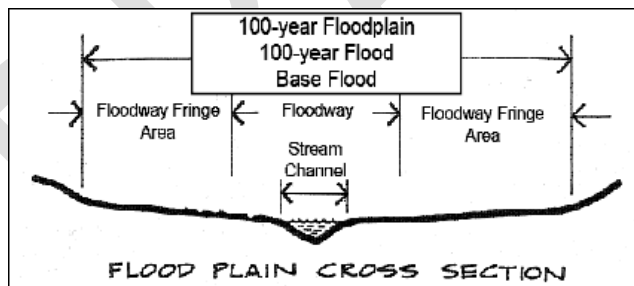 100-year Floodplain
100-year Flood
Base Flood
Floodway Fringe
Area
Floodway
Floodway Fringe
Area
Stream
Channel
FLOOD PLAIN CROSS SECTION